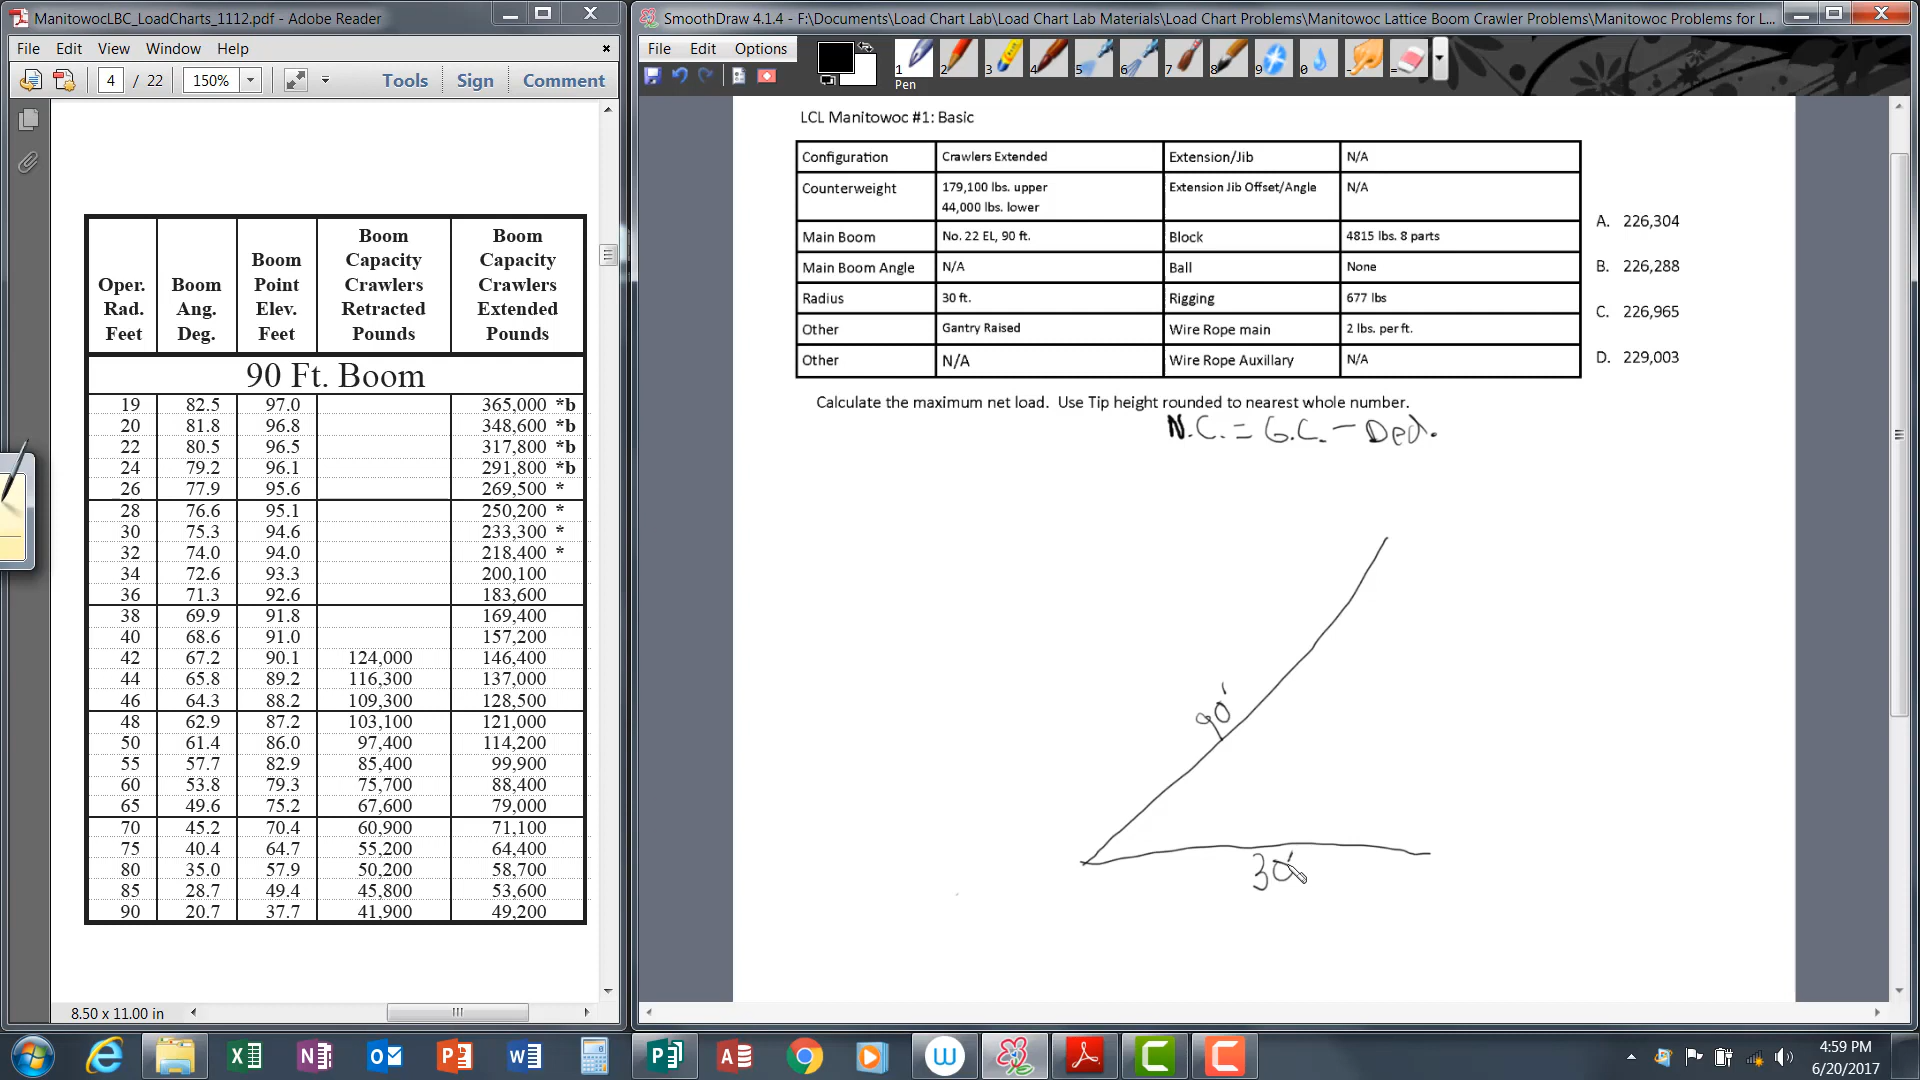 ManitowocLBC_LoadCharts_1112.pdf - Adobe Reader
File Edit View Window Help
4 / 22 150% Tools Sign Comment
Oper. Rad. Feet
Boom Ang. Deg.
Boom Point Elev. Feet
Boom Capacity Crawlers Retracted Pounds
Boom Capacity Crawlers Extended Pounds
90 Ft. Boom
19 82.5 97.0 365,000 *b
20 81.8 96.8 348,600 *b
22 80.5 96.5 317,800 *b
24 79.2 96.1 291,800 *b
26 77.9 95.6 269,500 *
28 76.6 95.1 250,200 *
30 75.3 94.6 233,300 *
32 74.0 94.0 218,400 *
34 72.6 93.3 200,100
36 71.3 92.6 183,600
38 69.9 91.8 169,400
40 68.6 91.0 157,200
42 67.2 90.1 124,000 146,400
44 65.8 89.2 116,300 137,000
46 64.3 88.2 109,300 128,500
48 62.9 87.2 103,100 121,000
50 61.4 86.0 97,400 114,200
55 57.7 82.9 85,400 99,900
60 53.8 79.3 75,700 88,400
65 49.6 75.2 67,600 79,000
70 45.2 70.4 60,900 71,100
75 40.4 64.7 55,200 64,400
80 35.0 57.9 50,200 58,700
85 28.7 49.4 45,800 53,600
90 20.7 37.7 41,900 49,200
8.50 x 11.00 in
SmoothDraw 4.1.4 - F:\Documents\Load Chart Lab\Load Chart Lab Materials\Load Chart Problems\Manitowoc Lattice Boom Crawler Problems\Manitowoc Problems for L...
File Edit Options
1 2 3 4 5 6 7 8 9 0 - =
Pen
LCL Manitowoc #1: Basic
Configuration Crawlers Extended Extension/Jib N/A
Counterweight 179,100 lbs. upper Extension Jib Offset/Angle N/A
44,000 lbs. lower
Main Boom No. 22 EL, 90 ft. Block 4815 lbs. 8 parts
Main Boom Angle N/A Ball None
Radius 30 ft. Rigging 677 lbs
Other Gantry Raised Wire Rope main 2 lbs. per ft.
Other N/A Wire Rope Auxillary N/A
A. 226,304
B. 226,288
C. 226,965
D. 229,003
Calculate the maximum net load. Use Tip height rounded to nearest whole number.
N.C. = G.C. - Ded.
90'
30'
4:59 PM
6/20/2017